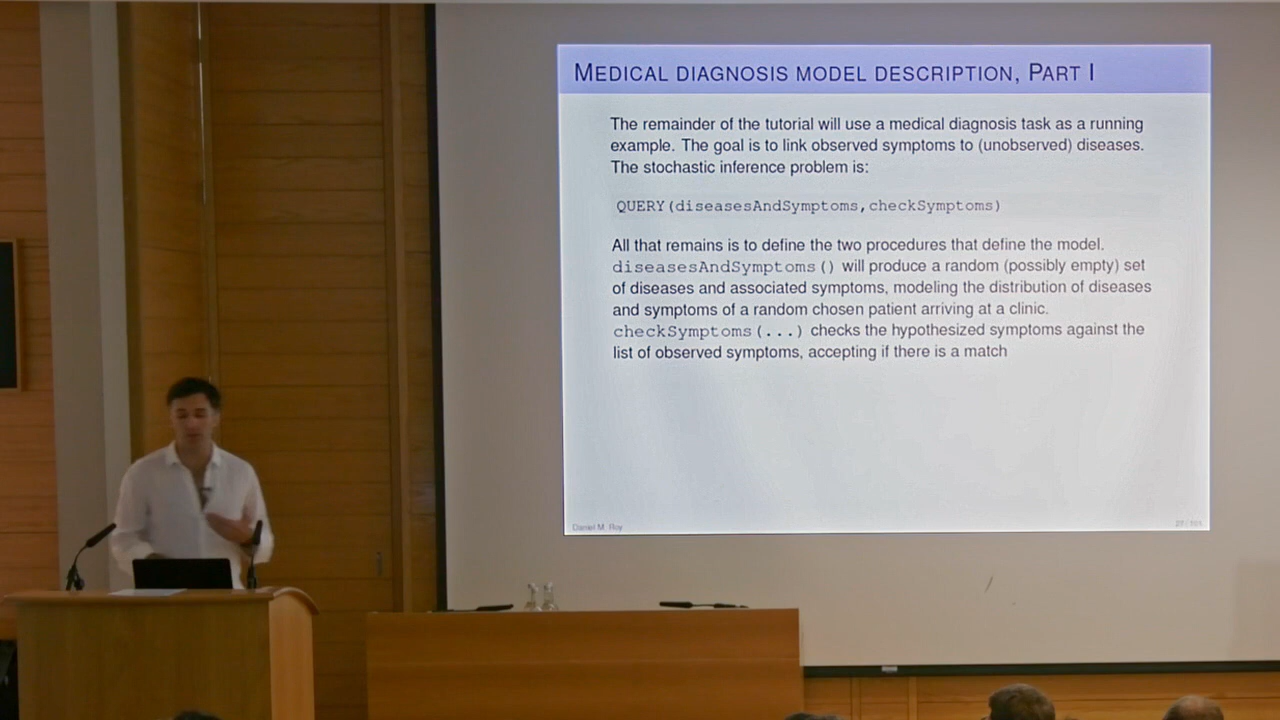 MEDICAL DIAGNOSIS MODEL DESCRIPTION, PART I
The remainder of the tutorial will use a medical diagnosis task as a running
example. The goal is to link observed symptoms to (unobserved) diseases.
The stochastic inference problem is:
QUERY(diseasesAndSymptoms,checkSymptoms)
All that remains is to define the two procedures that define the model.
diseasesAndSymptoms() will produce a random (possibly empty) set
of diseases and associated symptoms, modeling the distribution of diseases
and symptoms of a random chosen patient arriving at a clinic.
checkSymptoms(...) checks the hypothesized symptoms against the
list of observed symptoms, accepting if there is a match
Daniel M. Roy